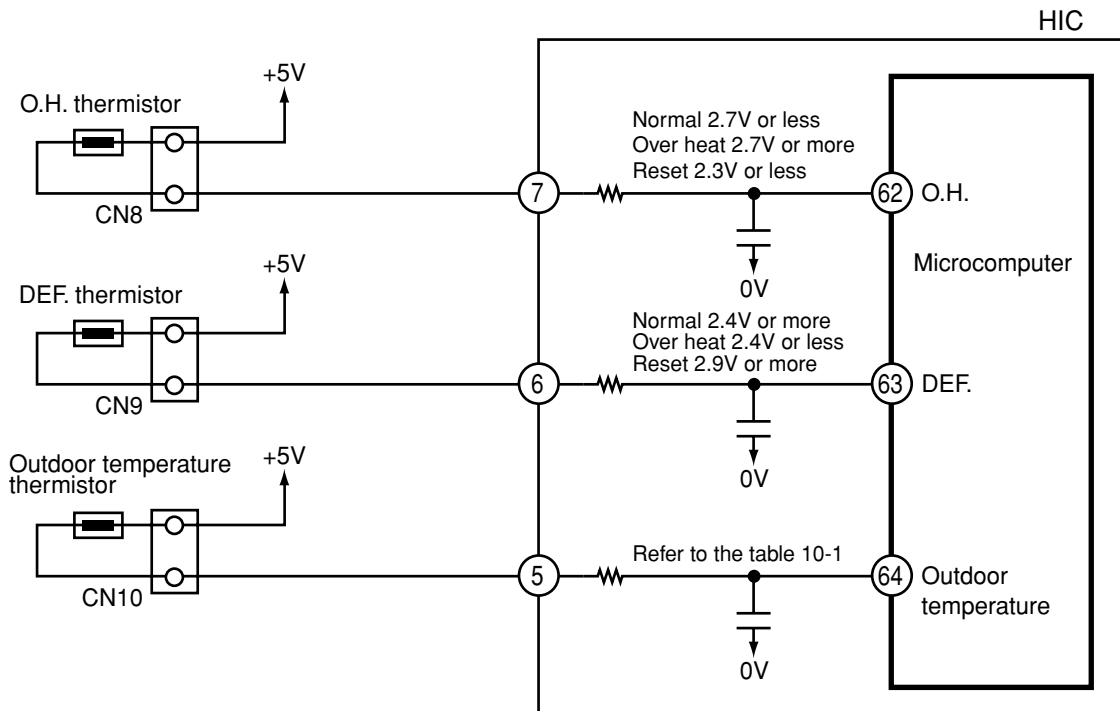 HIC
+5V
O.H. thermistor
CN8
7
Normal 2.7V or less
Over heat 2.7V or more
Reset 2.3V or less
0V
62
O.H.
Microcomputer
+5V
DEF. thermistor
CN9
6
Normal 2.4V or more
Over heat 2.4V or less
Reset 2.9V or more
0V
63
DEF.
+5V
Outdoor temperature
thermistor
CN10
5
Refer to the table 10-1
0V
64
Outdoor
temperature